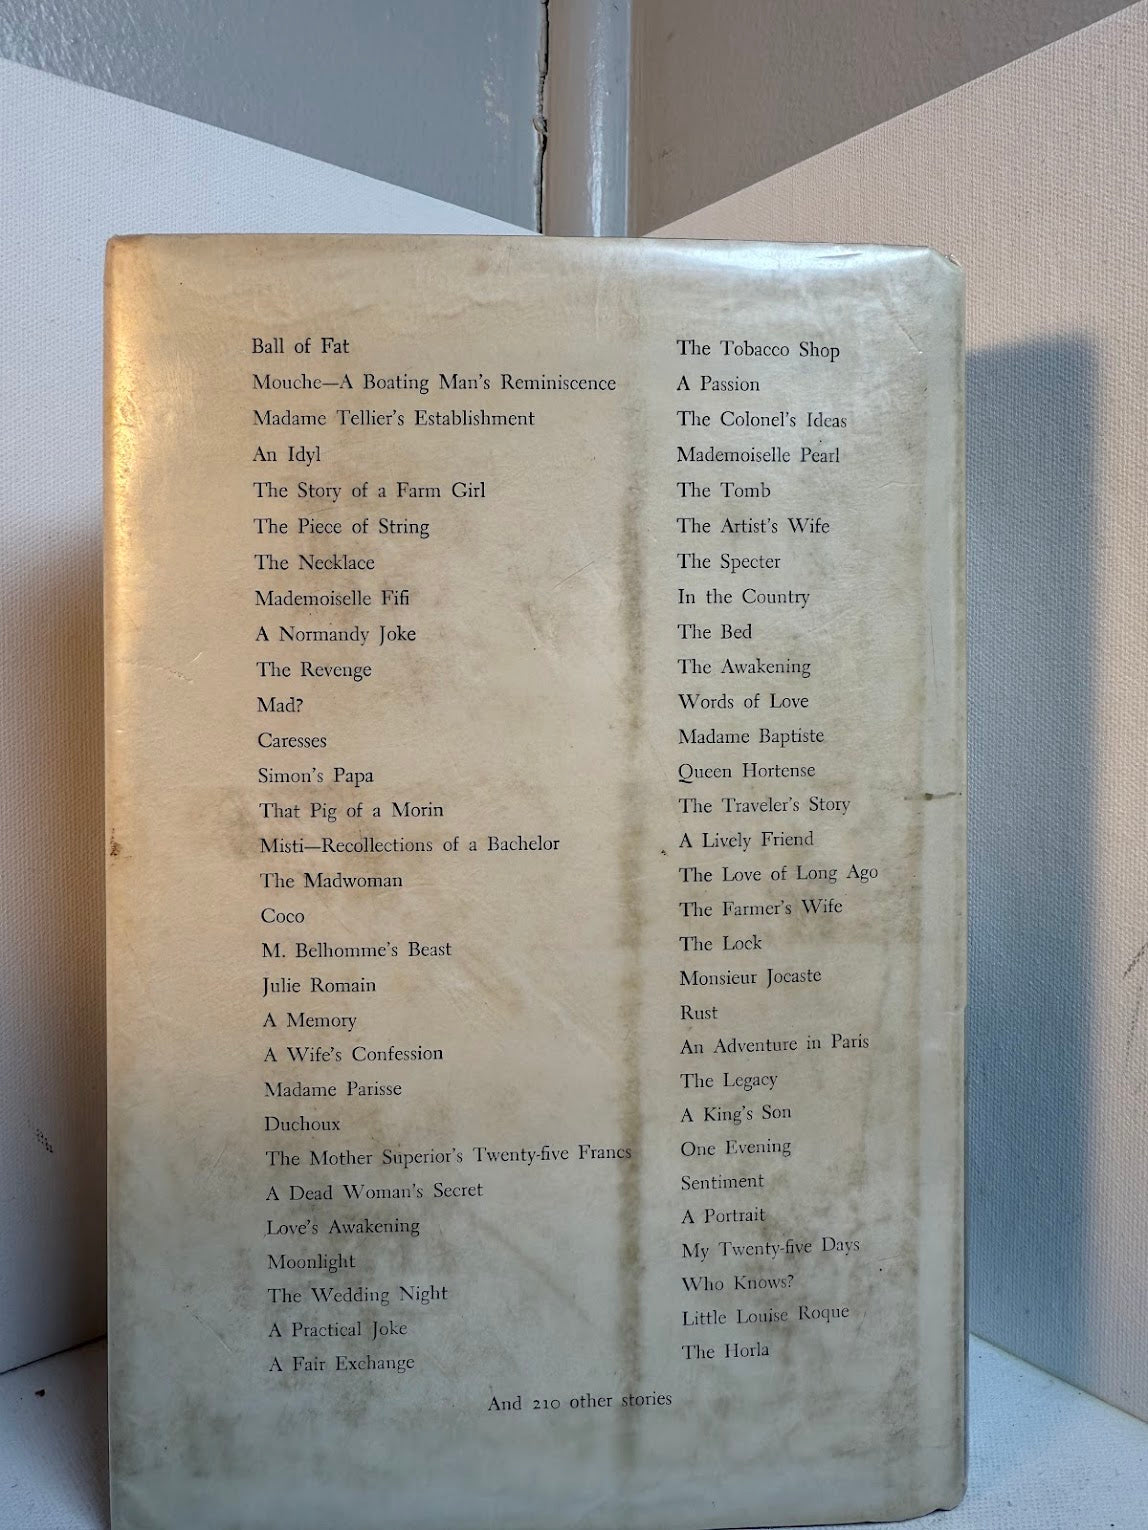 Ball of Fat
Mouche—A Boating Man's Reminiscence
Madame Tellier's Establishment
An Idyl
The Story of a Farm Girl
The Piece of String
The Necklace
Mademoiselle Fifi
A Normandy Joke
The Revenge
Mad?
Caresses
Simon's Papa
That Pig of a Morin
Misti—Recollections of a Bachelor
The Madwoman
Coco
M. Belhomme's Beast
Julie Romain
A Memory
A Wife's Confession
Madame Parisse
Duchoux
The Mother Superior's Twenty-five Francs
A Dead Woman's Secret
Love's Awakening
Moonlight
The Wedding Night
A Practical Joke
A Fair Exchange
The Tobacco Shop
A Passion
The Colonel's Ideas
Mademoiselle Pearl
The Tomb
The Artist's Wife
The Specter
In the Country
The Bed
The Awakening
Words of Love
Madame Baptiste
Queen Hortense
The Traveler's Story
A Lively Friend
The Love of Long Ago
The Farmer's Wife
The Lock
Monsieur Jocaste
Rust
An Adventure in Paris
The Legacy
A King's Son
One Evening
Sentiment
A Portrait
My Twenty-five Days
Who Knows?
Little Louise Roque
The Horla
And 210 other stories